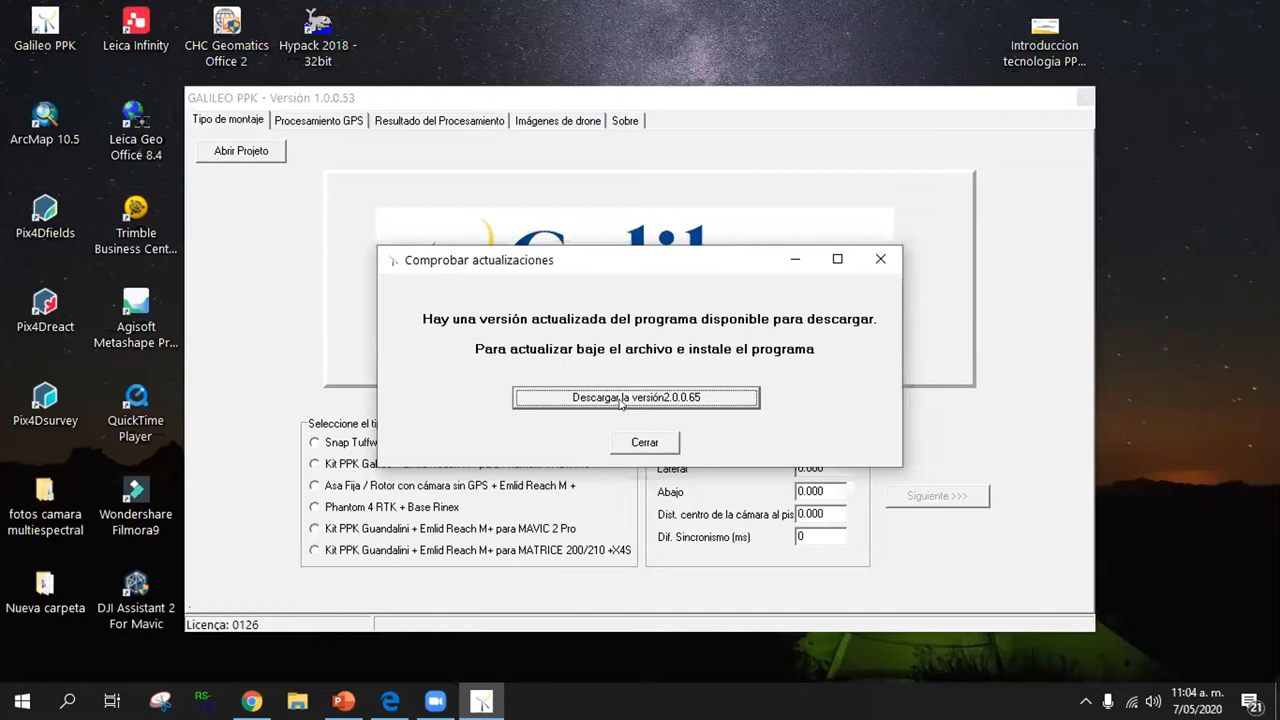 Galileo PPK
Leica Infinity
CHC Geomatics
Office 2
Hypack 2018 -
32bit
Introduccion
tecnologia PP...
ArcMap 10.5
Leica Geo
Office 8.4
Pix4Dfields
Trimble
Business Cent...
Pix4Dreact
Agisoft
Metashape Pr...
Pix4Dsurvey
QuickTime
Player
fotos camara
multiespectral
Wondershare
Filmora9
Nueva carpeta
DJI Assistant 2
For Mavic
GALILEO PPK - Versión 1.0.0.53
Tipo de montaje
Procesamiento GPS
Resultado del Procesamiento
Imágenes de drone
Sobre
Abrir Projeto
Comprobar actualizaciones
Hay una versión actualizada del programa disponible para descargar.
Para actualizar baje el archivo e instale el programa
Descargar la versión2.0.0.65
Cerrar
Seleccione el ti
Snap Tuffw
Kit PPK Gal
Asa Fija / Rotor con cámara sin GPS + Emlid Reach M +
Phantom 4 RTK + Base Rinex
Kit PPK Guandalini + Emlid Reach M+ para MAVIC 2 Pro
Kit PPK Guandalini + Emlid Reach M+ para MATRICE 200/210 +X4S
Lateral 0.000
Abajo 0.000
Dist. centro de la cámara al pis 0.000
Dif. Sincronismo (ms) 0
Siguiente >>>
Licença: 0126
RS-
11:04 a. m.
7/05/2020
21